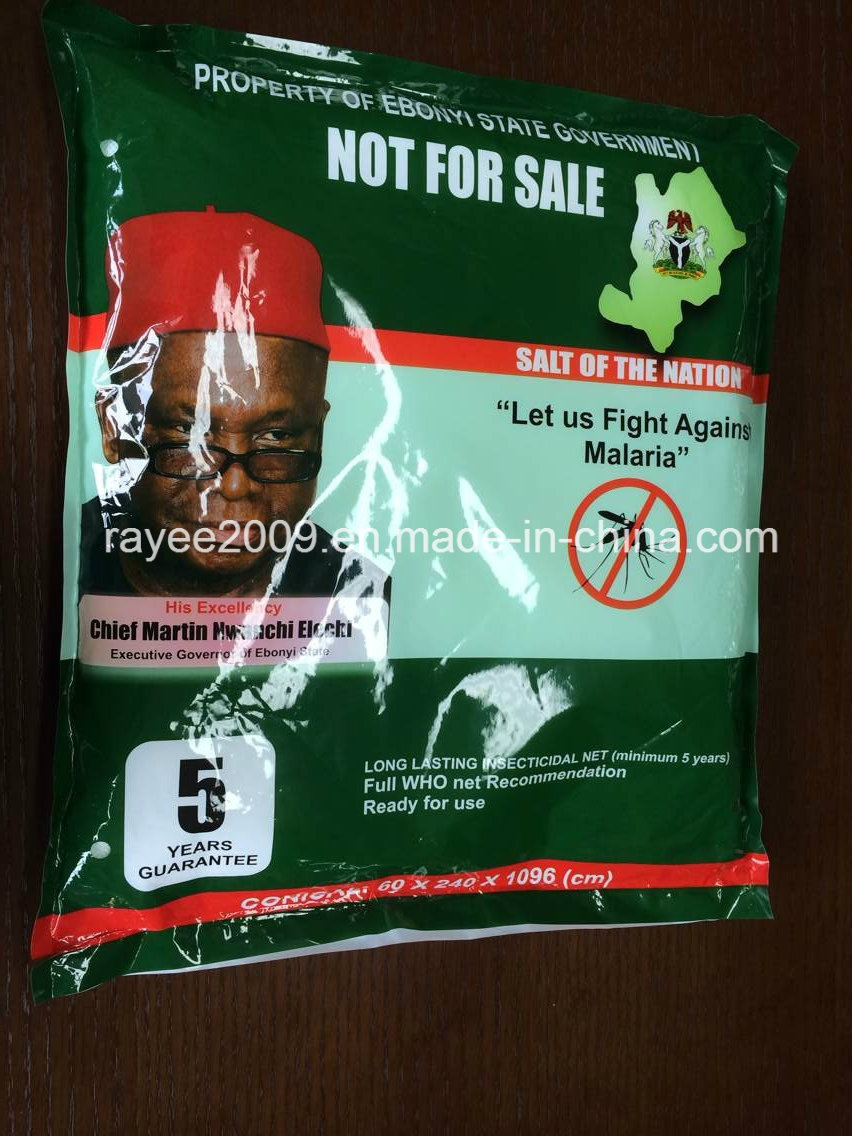 PROPERTY OF EBONYI STATE GOVERNMENT
NOT FOR SALE
SALT OF THE NATION
“Let us Fight Against
Malaria”
rayee2009.en.made-in-china.com
His Excellency
Chief Martin Elechi
Executive Governor of Ebonyi State
5
YEARS
GUARANTEE
LONG LASTING INSECTICIDAL NET (minimum 5 years)
Full WHO net Recommendation
Ready for use
CONICAL: 60 X 240 X 1096 (cm)